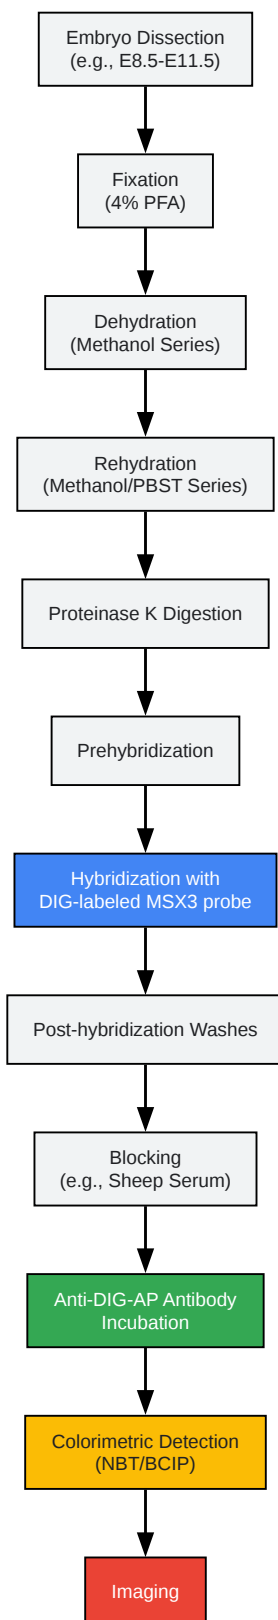 Embryo Dissection
(e.g., E8.5-E11.5)
Fixation
(4% PFA)
Dehydration
(Methanol Series)
Rehydration
(Methanol/PBST Series)
Proteinase K Digestion
Prehybridization
Hybridization with
DIG-labeled MSX3 probe
Post-hybridization Washes
Blocking
(e.g., Sheep Serum)
Anti-DIG-AP Antibody
Incubation
Colorimetric Detection
(NBT/BCIP)
Imaging